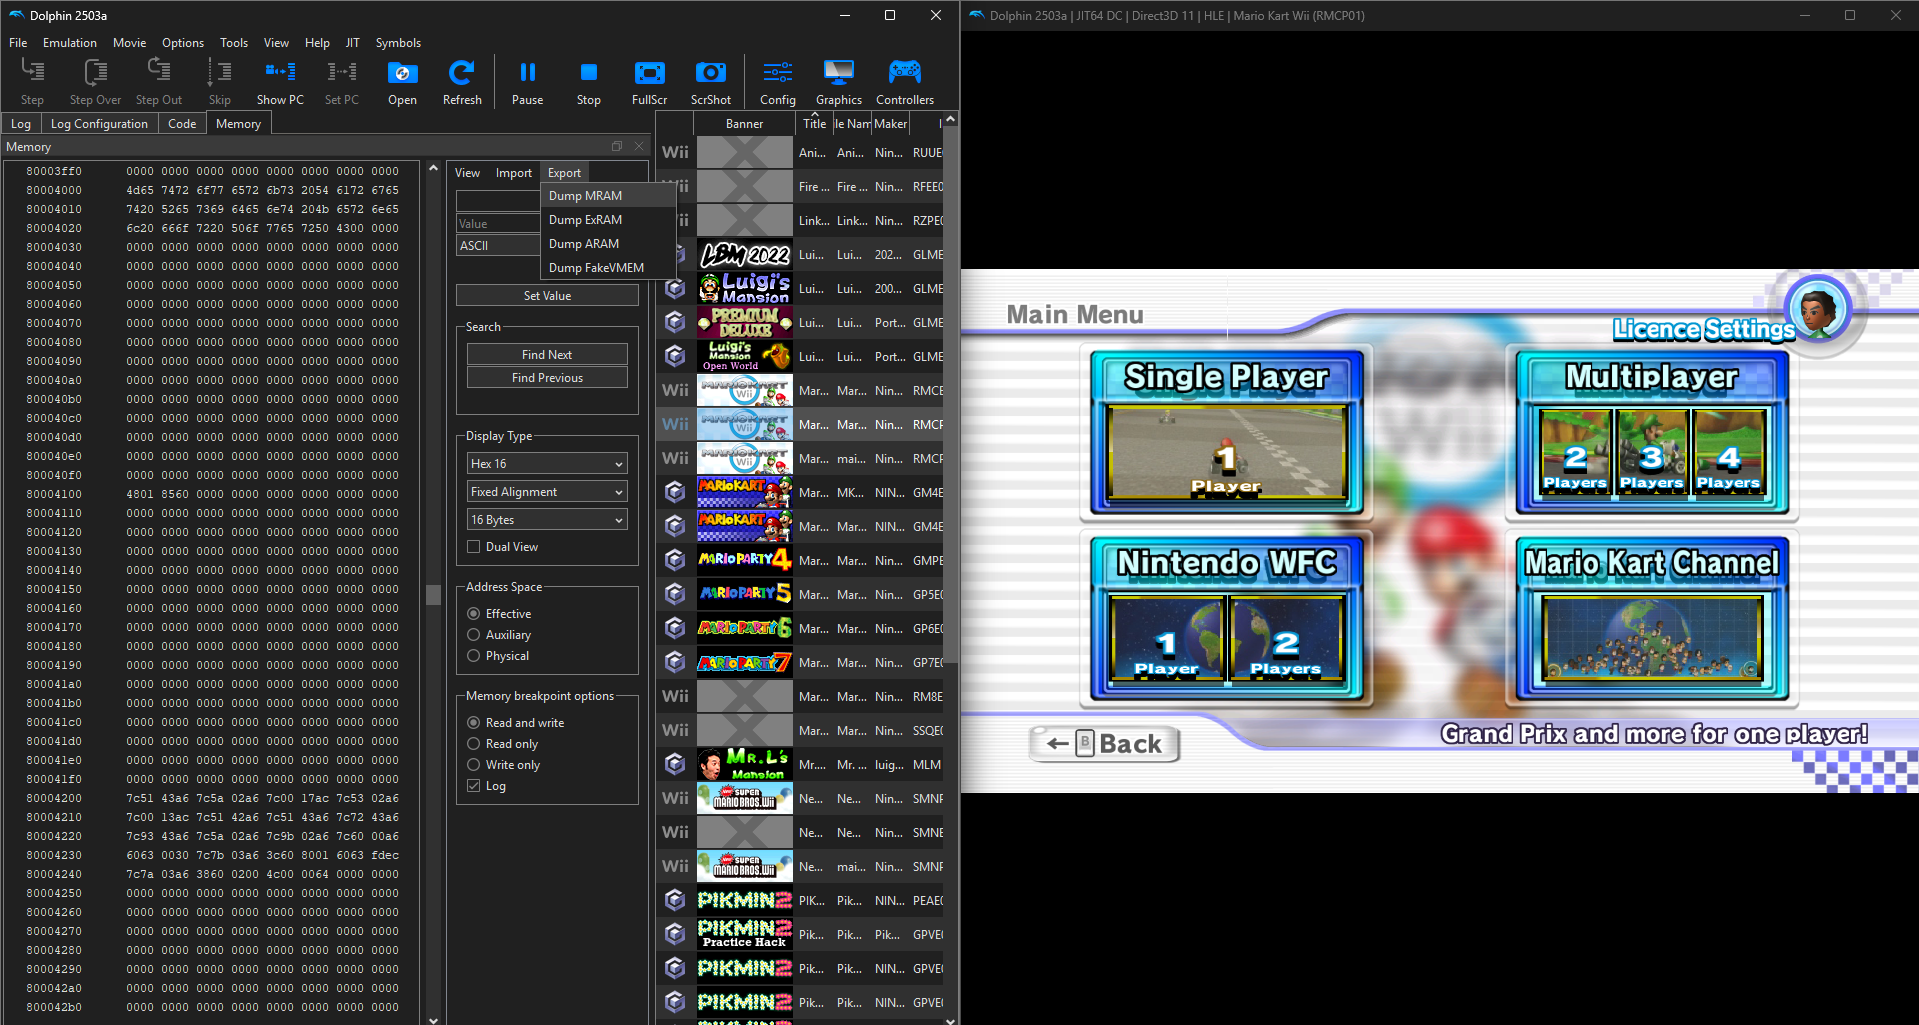 Dolphin 2503a
File Emulation Movie Options Tools View Help JIT Symbols
Step Step Over Step Out Skip Show PC Set PC Open Refresh Pause Stop FullScr ScrShot Config Graphics Controllers
Log Log Configuration Code Memory
Memory
80003ff0 0000 0000 0000 0000 0000 0000 0000 0000
80004000 4d65 7472 6f77 6572 6b73 2054 6172 6765
80004010 7420 5265 7369 6465 6e74 204b 6572 6e65
80004020 6c20 666f 7220 506f 7765 7250 4300 0000
80004030 0000 0000 0000 0000 0000 0000 0000 0000
80004040 0000 0000 0000 0000 0000 0000 0000 0000
80004050 0000 0000 0000 0000 0000 0000 0000 0000
80004060 0000 0000 0000 0000 0000 0000 0000 0000
80004070 0000 0000 0000 0000 0000 0000 0000 0000
80004080 0000 0000 0000 0000 0000 0000 0000 0000
80004090 0000 0000 0000 0000 0000 0000 0000 0000
800040a0 0000 0000 0000 0000 0000 0000 0000 0000
800040b0 0000 0000 0000 0000 0000 0000 0000 0000
800040c0 0000 0000 0000 0000 0000 0000 0000 0000
800040d0 0000 0000 0000 0000 0000 0000 0000 0000
800040e0 0000 0000 0000 0000 0000 0000 0000 0000
800040f0 0000 0000 0000 0000 0000 0000 0000 0000
80004100 4801 8560 0000 0000 0000 0000 0000 0000
80004110 0000 0000 0000 0000 0000 0000 0000 0000
80004120 0000 0000 0000 0000 0000 0000 0000 0000
80004130 0000 0000 0000 0000 0000 0000 0000 0000
80004140 0000 0000 0000 0000 0000 0000 0000 0000
80004150 0000 0000 0000 0000 0000 0000 0000 0000
80004160 0000 0000 0000 0000 0000 0000 0000 0000
80004170 0000 0000 0000 0000 0000 0000 0000 0000
80004180 0000 0000 0000 0000 0000 0000 0000 0000
80004190 0000 0000 0000 0000 0000 0000 0000 0000
800041a0 0000 0000 0000 0000 0000 0000 0000 0000
800041b0 0000 0000 0000 0000 0000 0000 0000 0000
800041c0 0000 0000 0000 0000 0000 0000 0000 0000
800041d0 0000 0000 0000 0000 0000 0000 0000 0000
800041e0 0000 0000 0000 0000 0000 0000 0000 0000
800041f0 0000 0000 0000 0000 0000 0000 0000 0000
80004200 7c51 43a6 7c5a 02a6 7c00 17ac 7c53 02a6
80004210 7c00 13ac 7c51 42a6 7c51 43a6 7c72 43a6
80004220 7c93 43a6 7c5a 02a6 7c9b 02a6 7c60 00a6
80004230 6063 0030 7c7b 03a6 3c60 8001 6063 fdec
80004240 7c7a 03a6 3860 0200 4c00 0064 0000 0000
80004250 0000 0000 0000 0000 0000 0000 0000 0000
80004260 0000 0000 0000 0000 0000 0000 0000 0000
80004270 0000 0000 0000 0000 0000 0000 0000 0000
80004280 0000 0000 0000 0000 0000 0000 0000 0000
80004290 0000 0000 0000 0000 0000 0000 0000 0000
800042a0 0000 0000 0000 0000 0000 0000 0000 0000
800042b0 0000 0000 0000 0000 0000 0000 0000 0000
View Import Export
Dump MRAM
Dump ExRAM
Dump ARAM
Dump FakeVMEM
Value
ASCII
Set Value
Search
Find Next
Find Previous
Display Type
Hex 16
Fixed Alignment
16 Bytes
Dual View
Address Space
Effective
Auxiliary
Physical
Memory breakpoint options
Read and write
Read only
Write only
Log
Banner Title le Nam Maker
Wii Ani... Ani... Nin... RUUE
Fire ... Fire ... Nin... RFEE0
Link... Link... Nin... RZPE0
LBM 2022 Lui... Lui... 202... GLME
Luigi's Mansion Lui... Lui... 200... GLME
PREMIUM DELUXE Lui... Lui... Port... GLME
Luigi's Mansion Open World Lui... Lui... Port... GLME
Wii MARIOKART Wii Mar... Mar... Nin... RMCE
Wii MARIOKART Wii Mar... Mar... Nin... RMCP
Wii MARIOKART Wii Mar... mai... Nin... RMCP
MARIOKART Mar... MK... NIN... GM4E
MARIOKART Mar... Mar... NIN... GM4E
MARIOPARTY 4 Mar... Mar... Nin... GMPE
MARIOPARTY 5 Mar... Mar... Nin... GP5E0
MARIOPARTY 6 Mar... Mar... Nin... GP6E0
MARIOPARTY 7 Mar... Mar... Nin... GP7E0
Wii Mar... Mar... Nin... RM8E
Wii Mar... Mar... Nin... SSQE0
MR. L's Mansion Mr.... Mr. ... luig... MLM
Wii NEW SUPER MARIO BROS. Wii Ne... Ne... Nin... SMNP
Wii Ne... Ne... Nin... SMNE
Wii NEW SUPER MARIO BROS. Wii Ne... mai... Nin... SMNP
PIKMIN 2 PIK... Pik... NIN... PEAE0
PIKMIN 2 Practice Hack Pik... Pik... Pik... GPVE0
PIKMIN 2 Pik... Pik... NIN... GPVE0
PIKMIN 2 Pik... Pik... NIN... GPVE0
Dolphin 2503a | JIT64 DC | Direct3D 11 | HLE | Mario Kart Wii (RMCP01)
Main Menu
Licence Settings
Single Player
1
Player
Multiplayer
2 3 4
Players Players Players
Nintendo WFC
1 2
Player Players
Mario Kart Channel
B Back
Grand Prix and more for one player!